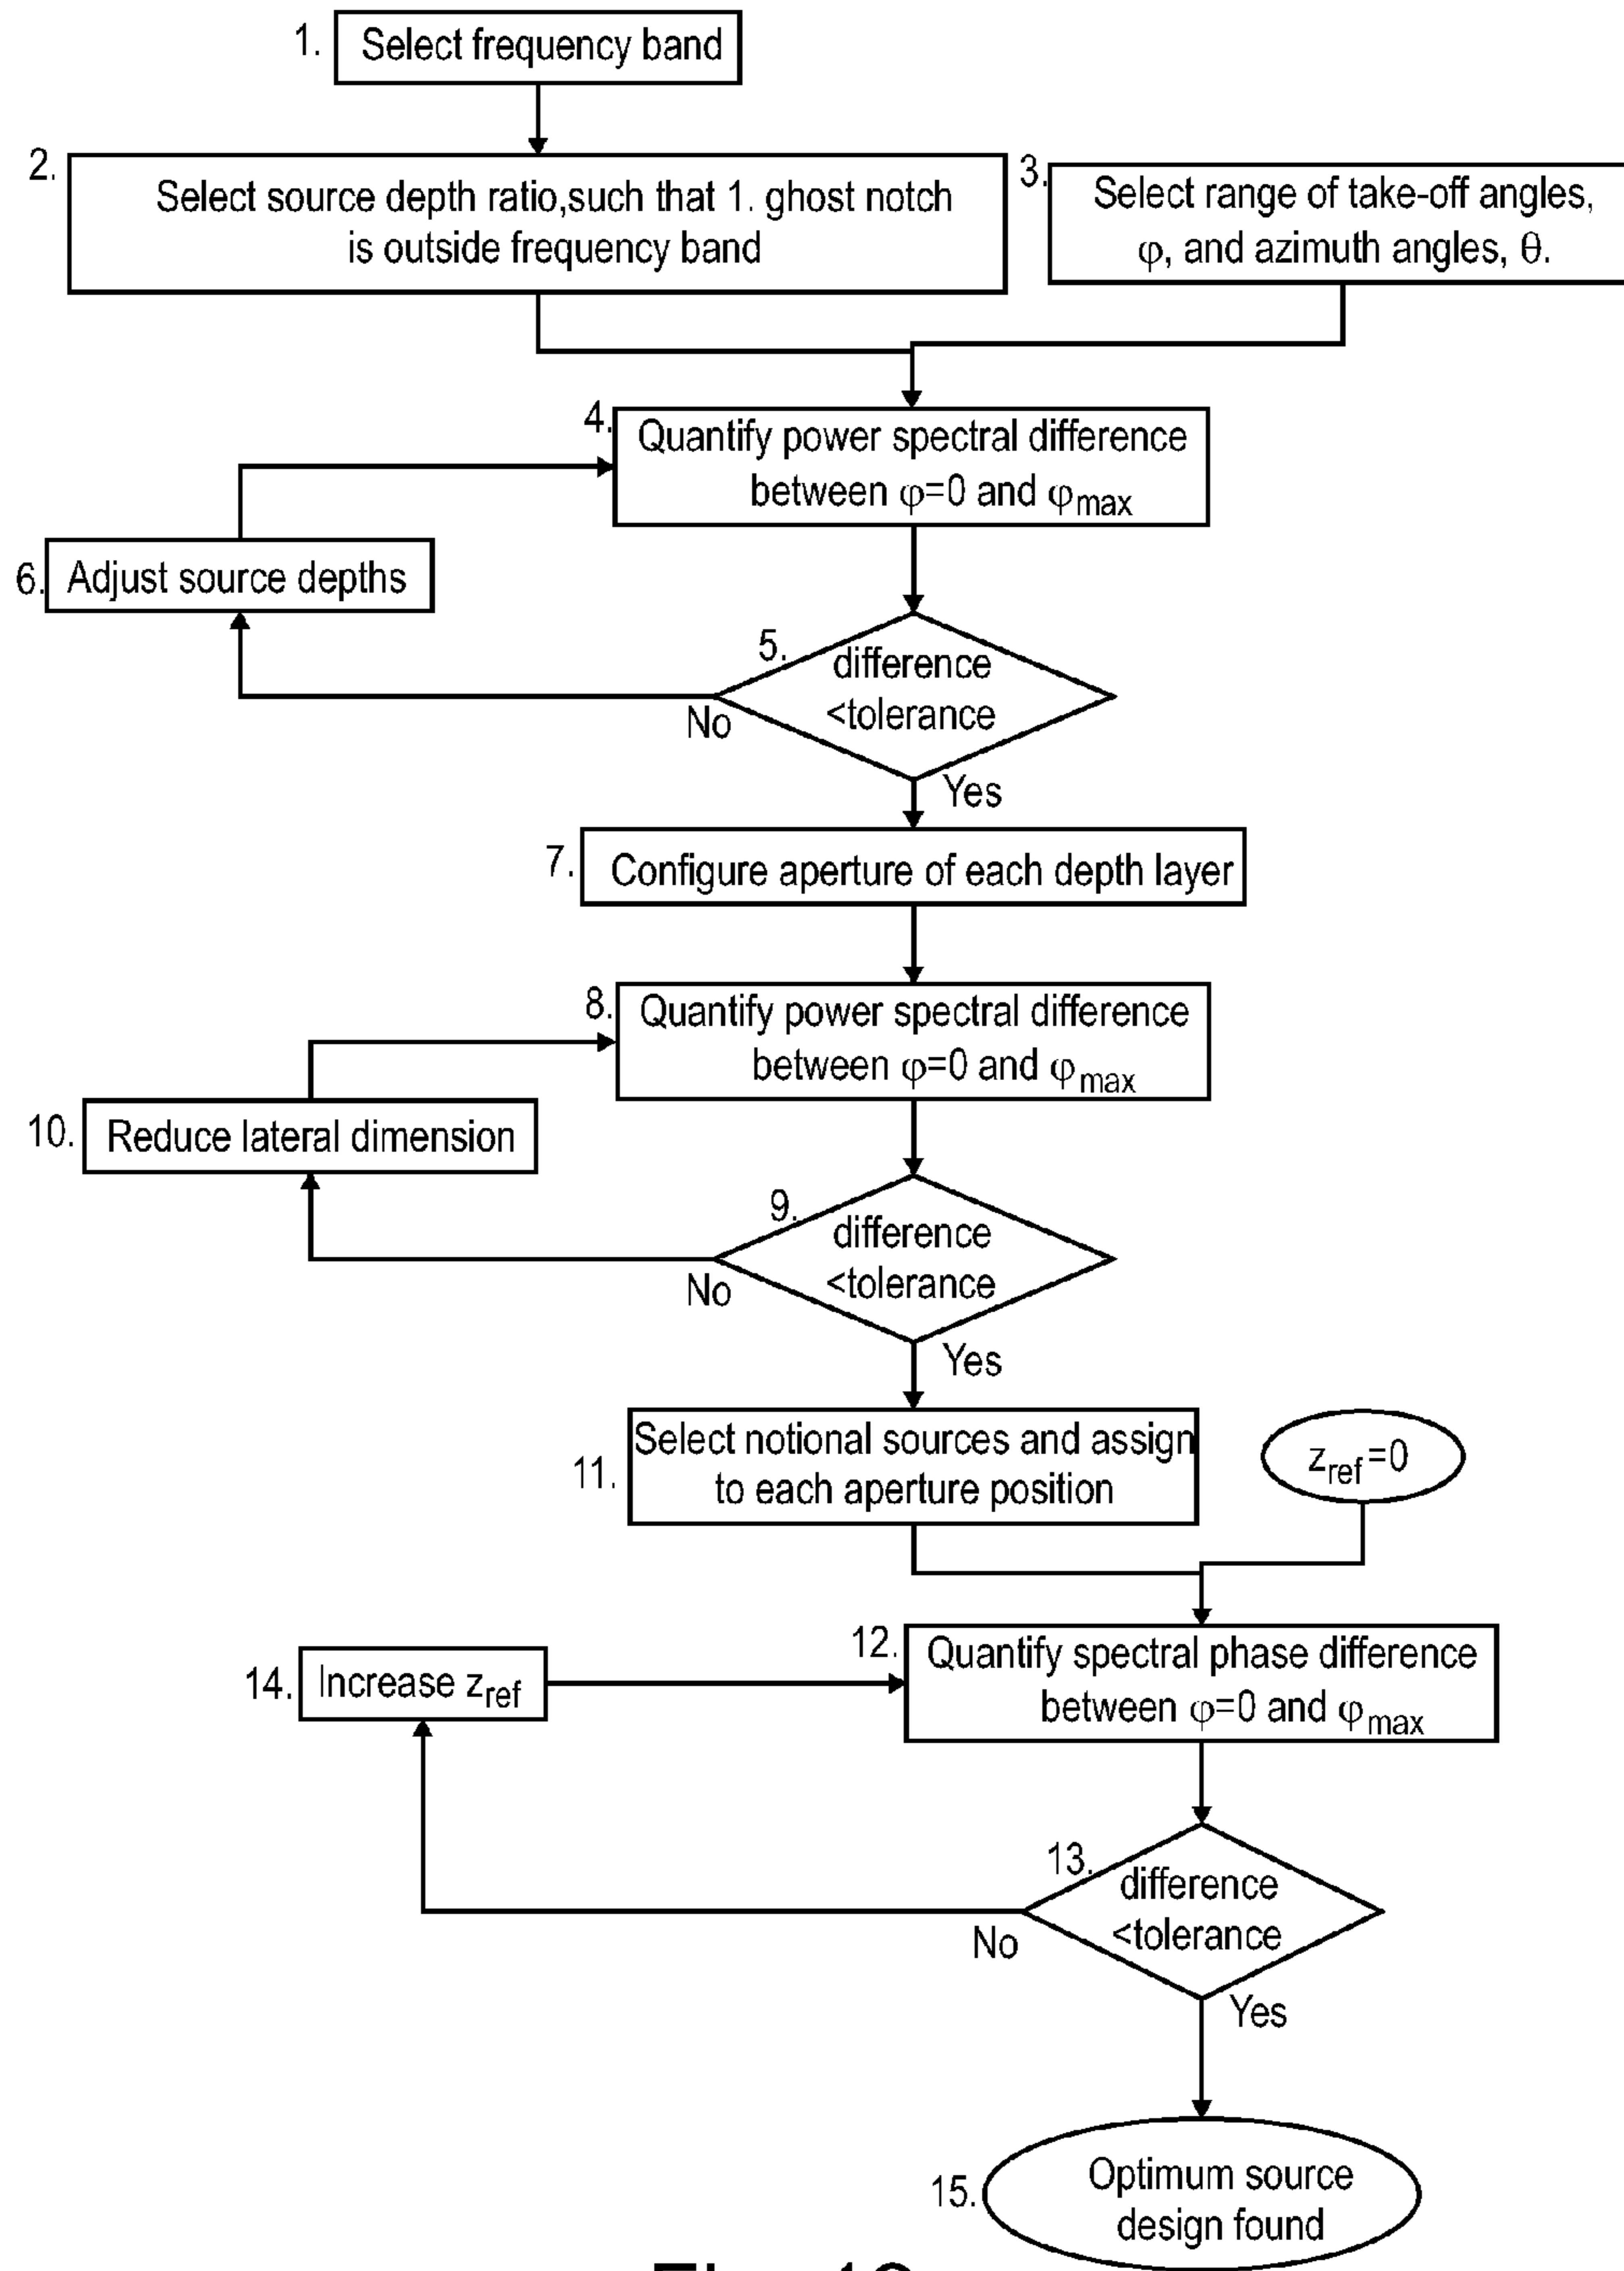 1. Select frequency band
2. Select source depth ratio,such that 1. ghost notch
is outside frequency band
3. Select range of take-off angles,
φ, and azimuth angles, θ.
4. Quantify power spectral difference
between φ=0 and φmax
6. Adjust source depths
5. difference
<tolerance
No
Yes
7. Configure aperture of each depth layer
8. Quantify power spectral difference
between φ=0 and φmax
10. Reduce lateral dimension
9. difference
<tolerance
No
Yes
11. Select notional sources and assign
to each aperture position
zref=0
12. Quantify spectral phase difference
between φ=0 and φmax
14. Increase zref
13. difference
<tolerance
No
Yes
15. Optimum source
design found